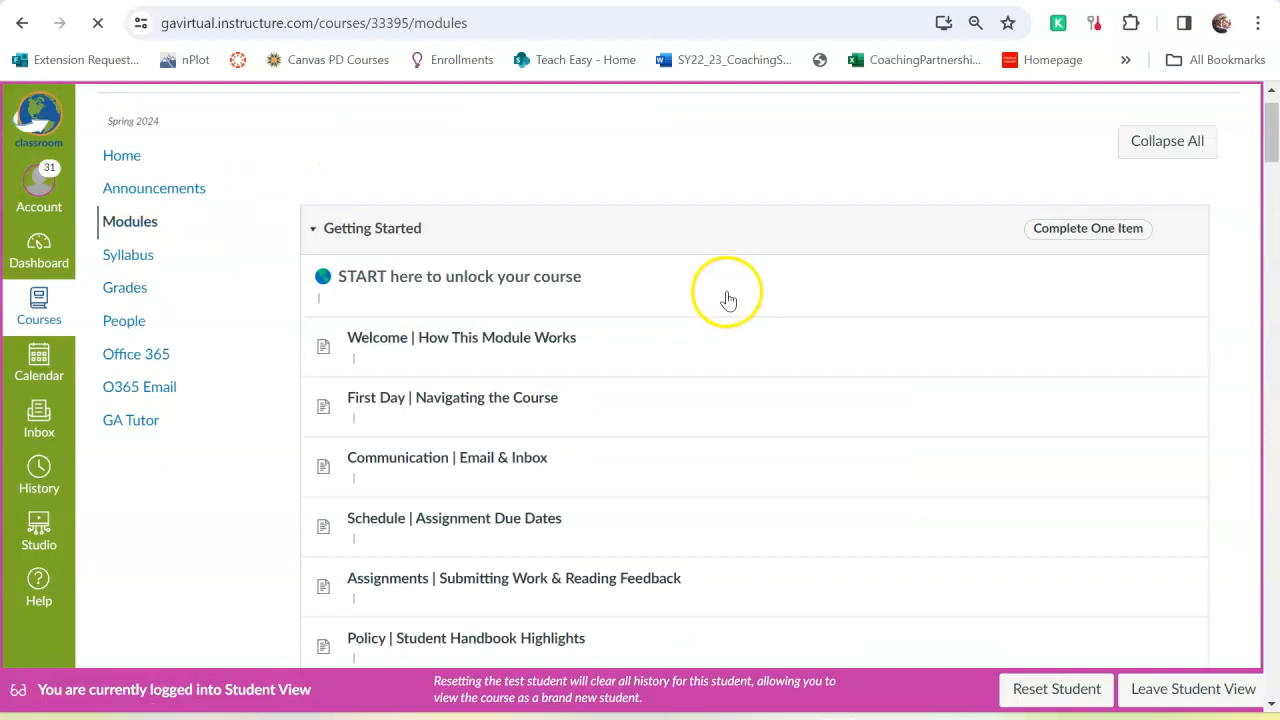 gavirtual.instructure.com/courses/33395/modules
Extension Request...
nPlot
Canvas PD Courses
Enrollments
Teach Easy - Home
SY22_23_CoachingS...
CoachingPartnershi...
Homepage
»
All Bookmarks
classroom
31
Account
Dashboard
Courses
Calendar
Inbox
History
Studio
Help
Spring 2024
Home
Announcements
Modules
Syllabus
Grades
People
Office 365
O365 Email
GA Tutor
Collapse All
Getting Started
Complete One Item
START here to unlock your course
|
Welcome | How This Module Works
|
First Day | Navigating the Course
|
Communication | Email & Inbox
|
Schedule | Assignment Due Dates
|
Assignments | Submitting Work & Reading Feedback
|
Policy | Student Handbook Highlights
|
You are currently logged into Student View
Resetting the test student will clear all history for this student, allowing you to
view the course as a brand new student.
Reset Student
Leave Student View